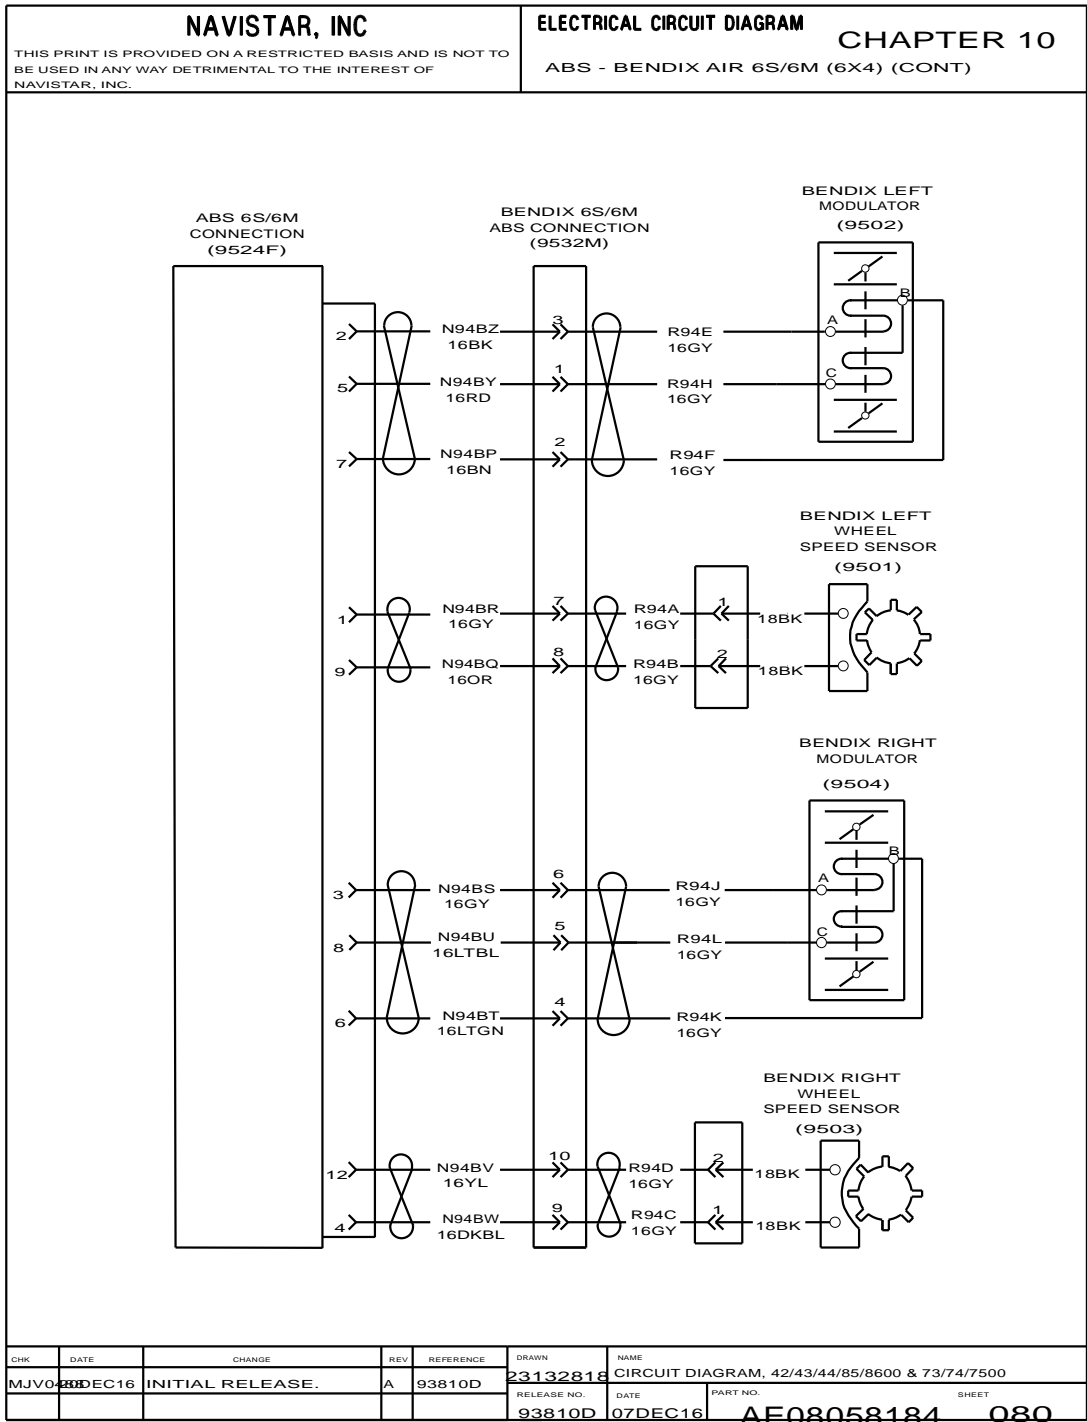 NAVISTAR, INC
THIS PRINT IS PROVIDED ON A RESTRICTED BASIS AND IS NOT TO
BE USED IN ANY WAY DETRIMENTAL TO THE INTEREST OF
NAVISTAR, INC.
ELECTRICAL CIRCUIT DIAGRAM
CHAPTER 10
ABS - BENDIX AIR 6S/6M (6X4) (CONT)
ABS 6S/6M
CONNECTION
(9524F)
BENDIX 6S/6M
ABS CONNECTION
(9532M)
BENDIX LEFT
MODULATOR
(9502)
B
2
N94BZ
16BK
3
R94E
16GY
A
5
N94BY
16RD
1
R94H
16GY
C
7
N94BP
16BN
2
R94F
16GY
BENDIX LEFT
WHEEL
SPEED SENSOR
(9501)
1
N94BR
16GY
7
R94A
16GY
1
18BK
9
N94BQ
16OR
8
R94B
16GY
2
18BK
BENDIX RIGHT
MODULATOR
(9504)
B
3
N94BS
16GY
6
R94J
16GY
A
8
N94BU
16LTBL
5
R94L
16GY
C
6
N94BT
16LTGN
4
R94K
16GY
BENDIX RIGHT
WHEEL
SPEED SENSOR
(9503)
12
N94BV
16YL
10
R94D
16GY
2
18BK
4
N94BW
16DKBL
9
R94C
16GY
1
18BK
CHK DATE CHANGE REV REFERENCE
INITIAL RELEASE. A 93810D
DRAWN
23132818
NAME
CIRCUIT DIAGRAM, 42/43/44/85/8600 & 73/74/7500
RELEASE NO.
93810D
DATE
07DEC16
PART NO.
AF08058184
SHEET
080